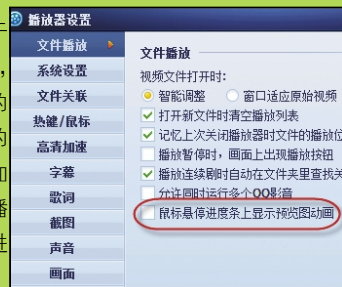 播放器设置
文件播放
系统设置
文件关联
热键/鼠标
高清加速
字幕
歌词
截图
声音
画面
文件播放
视频文件打开时:
智能调整 窗口适应原始视频
打开新文件时清空播放列表
记忆上次关闭播放器时文件的播放位
播放暂停时，画面上出现播放按钮
播放连续剧时自动在文件夹里查找关
允许同时运行多个QQ影音
鼠标悬停进度条上显示预览图动画
，
的
的
播